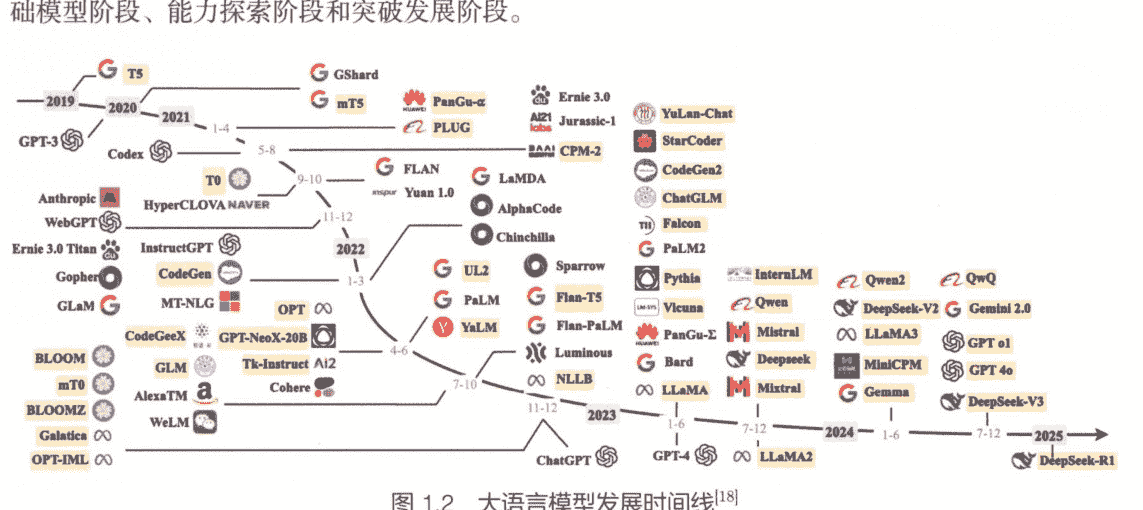 础模型阶段、能力探索阶段和突破发展阶段。
T5
GShard
mT5
PanGu-α
HUAWEI
PLUG
Ernie 3.0
AI21 labs
Jurassic-1
BAAI
CPM-2
2019
2020
2021
1-4
5-8
9-10
11-12
2022
1-3
4-6
7-10
11-12
2023
1-6
7-12
2024
1-6
7-12
2025
GPT-3
Codex
T0
HyperCLOVA NAVER
Anthropic
WebGPT
FLAN
inspur Yuan 1.0
LaMDA
AlphaCode
Chinchilla
Ernie 3.0 Titan
InstructGPT
Gopher
CodeGen
GLaM
MT-NLG
OPT
UL2
PaLM
YaLM
CodeGeeX
GPT-NeoX-20B
BLOOM
GLM
Tk-Instruct
Ai2
mT0
AlexaTM
Cohere
BLOOMZ
WeLM
Galatica
OPT-IML
Sparrow
Flan-T5
Flan-PaLM
Luminous
NLLB
ChatGPT
YuLan-Chat
StarCoder
CodeGen2
ChatGLM
TII
Falcon
PaLM2
Pythia
LM-SYS
Vicuna
HUAWEI
PanGu-Σ
Bard
LLaMA
GPT-4
InternLM
Qwen
Mistral
Deepseek
Mixtral
LLaMA2
Qwen2
DeepSeek-V2
LLaMA3
MiniCPM
Gemma
QwQ
Gemini 2.0
GPT o1
GPT 4o
DeepSeek-V3
DeepSeek-R1
图 1.2 大语言模型发展时间线[18]